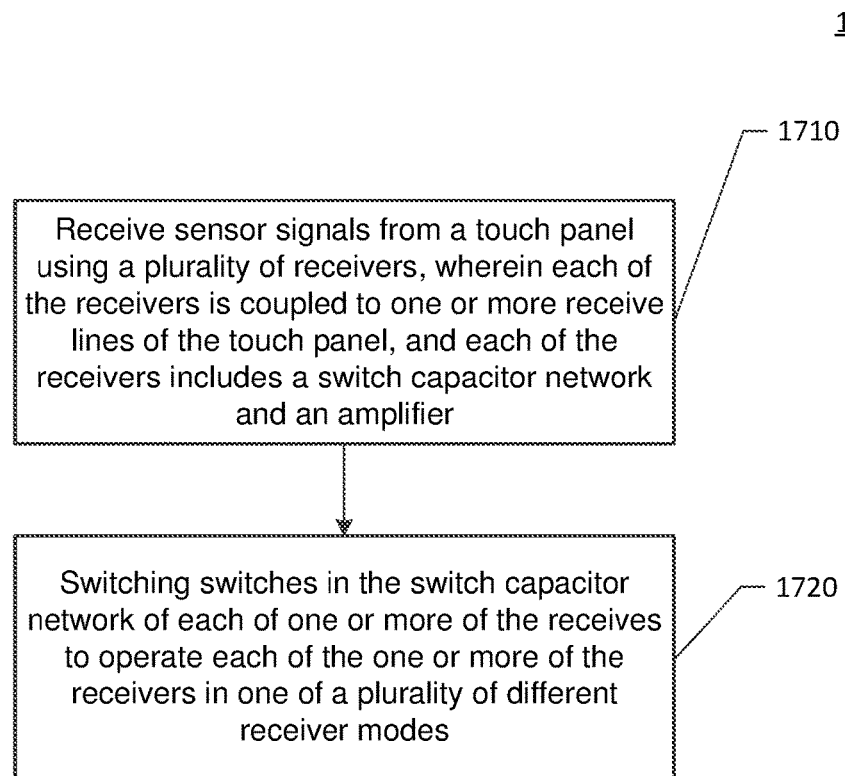 1
1710
Receive sensor signals from a touch panel
using a plurality of receivers, wherein each of
the receivers is coupled to one or more receive
lines of the touch panel, and each of the
receivers includes a switch capacitor network
and an amplifier
1720
Switching switches in the switch capacitor
network of each of one or more of the receives
to operate each of the one or more of the
receivers in one of a plurality of different
receiver modes